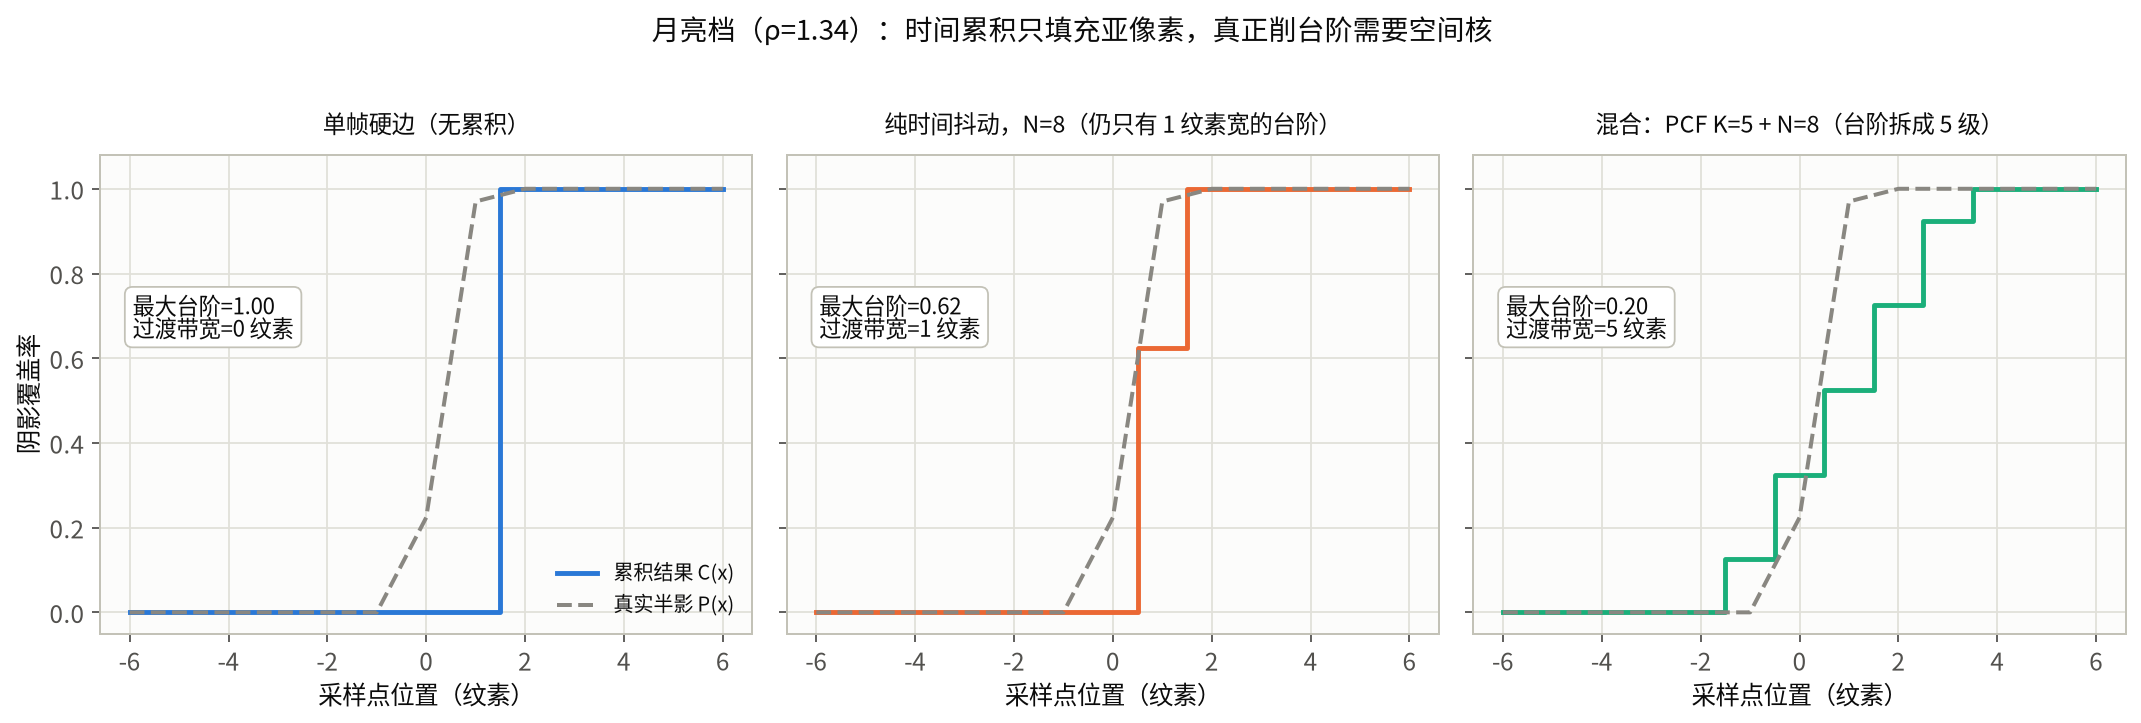 月亮档（ρ=1.34）：时间累积只填充亚像素，真正削台阶需要空间核
单帧硬边（无累积）
阴影覆盖率
1.0
0.8
0.6
0.4
0.2
0.0
最大台阶=1.00
过渡带宽=0 纹素
累积结果 C(x)
真实半影 P(x)
-6 -4 -2 0 2 4 6
采样点位置（纹素）
纯时间抖动，N=8（仍只有 1 纹素宽的台阶）
最大台阶=0.62
过渡带宽=1 纹素
-6 -4 -2 0 2 4 6
采样点位置（纹素）
混合：PCF K=5 + N=8（台阶拆成 5 级）
最大台阶=0.20
过渡带宽=5 纹素
-6 -4 -2 0 2 4 6
采样点位置（纹素）